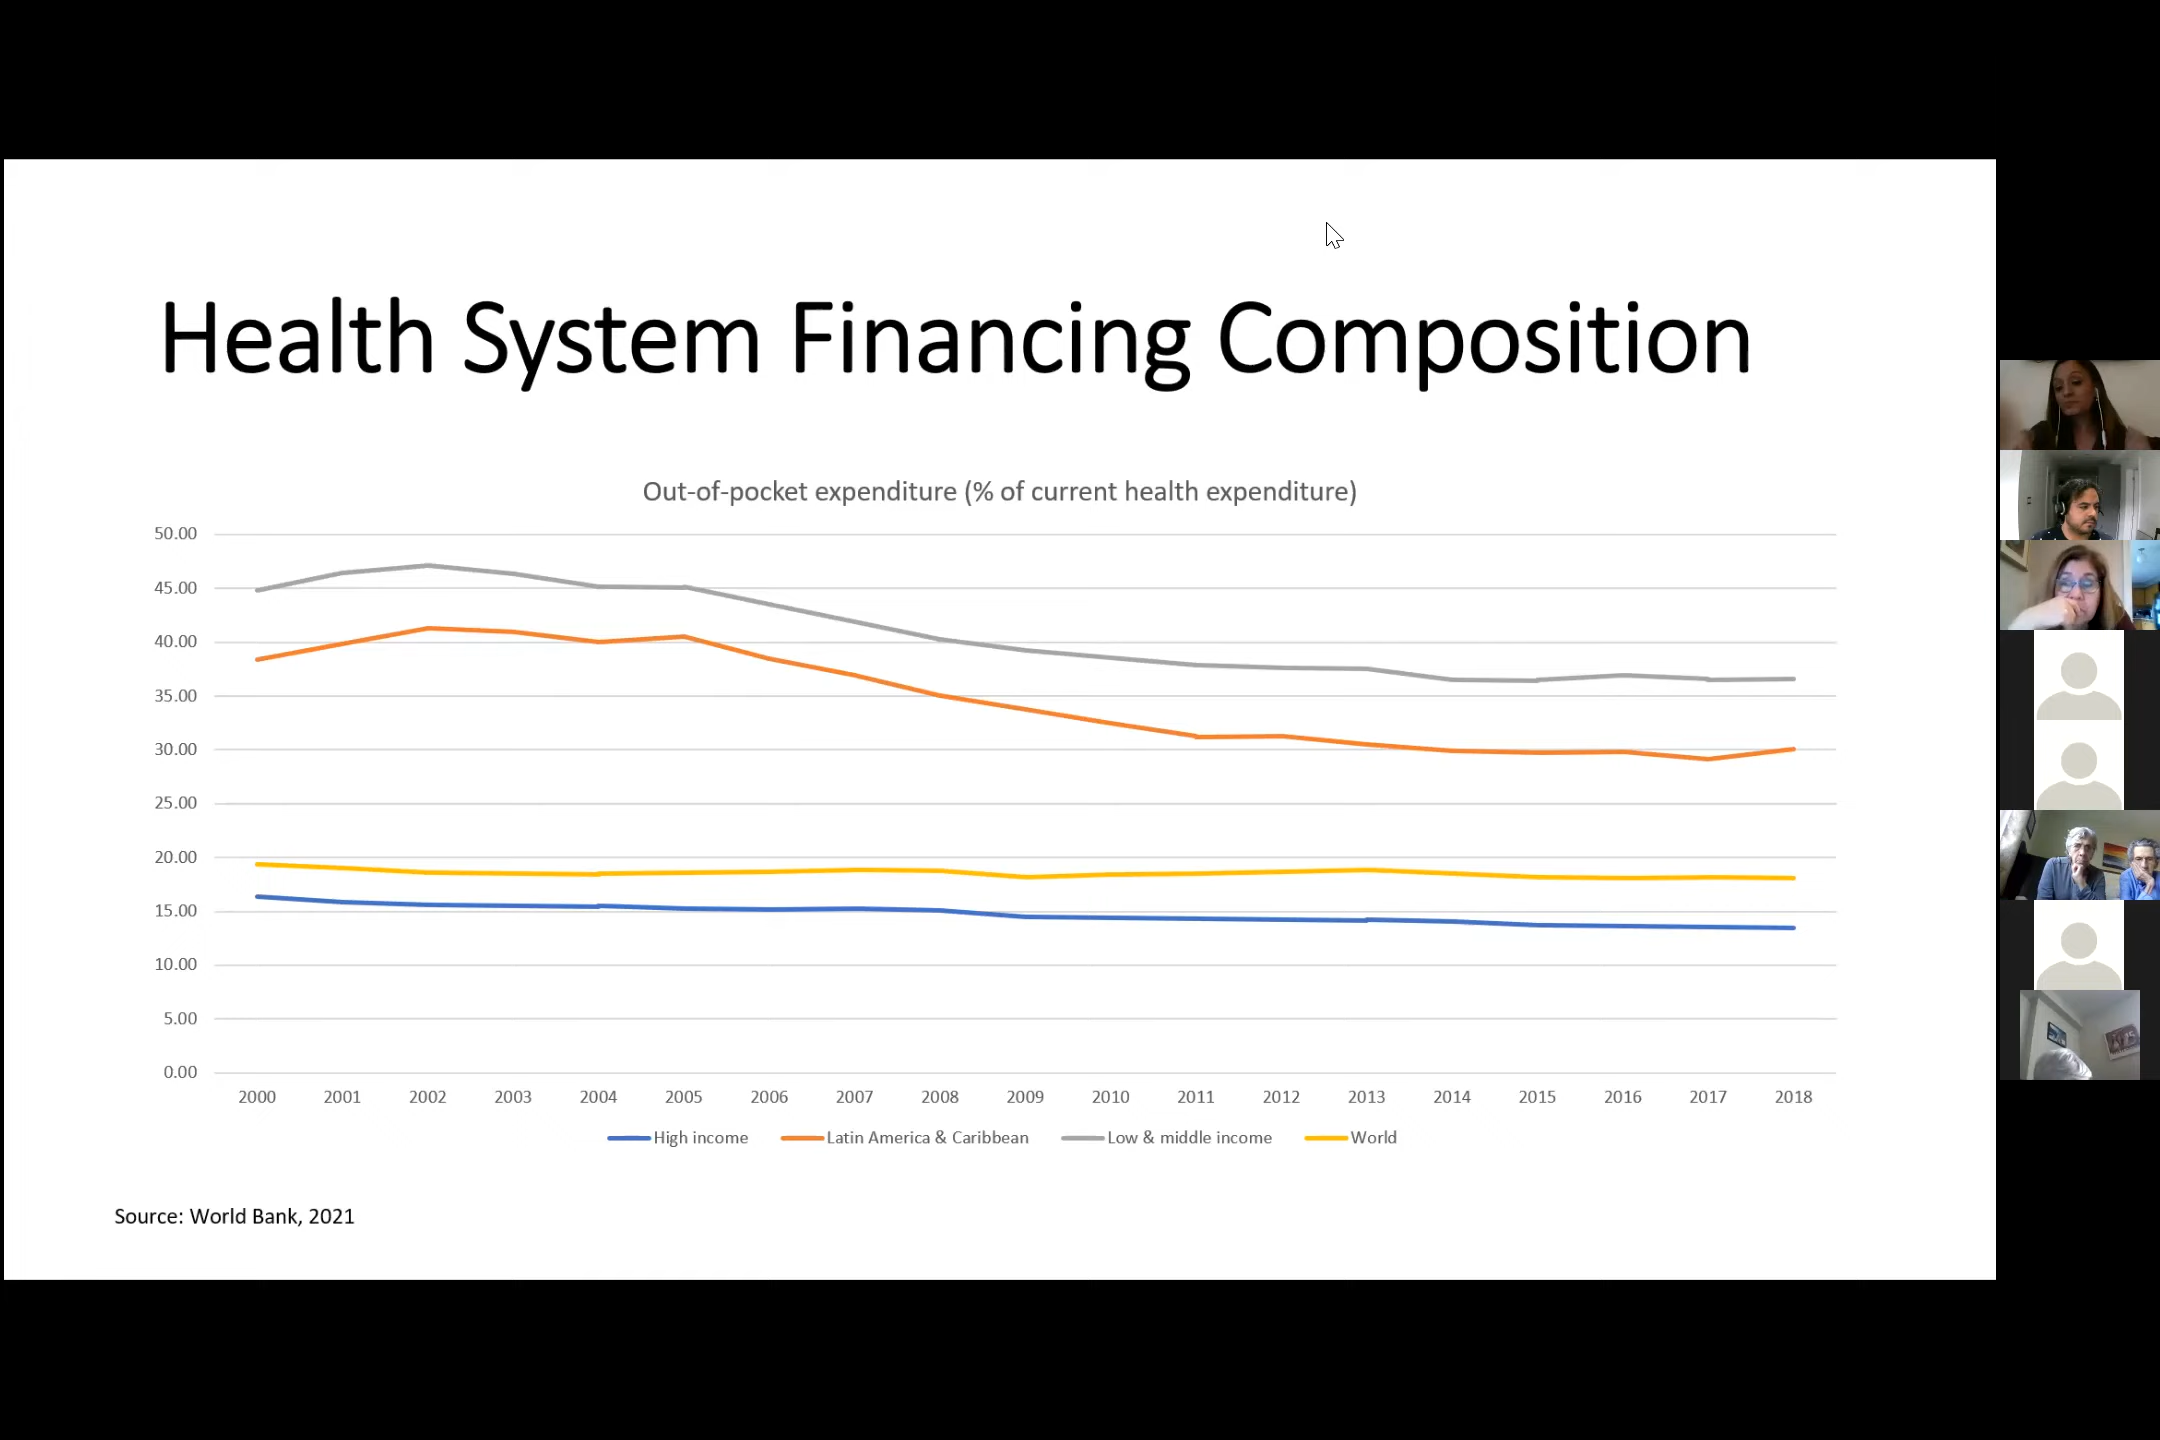 Health System Financing Composition
Out-of-pocket expenditure (% of current health expenditure)
50.00
45.00
40.00
35.00
30.00
25.00
20.00
15.00
10.00
5.00
0.00
2000 2001 2002 2003 2004 2005 2006 2007 2008 2009 2010 2011 2012 2013 2014 2015 2016 2017 2018
High income Latin America & Caribbean Low & middle income World
Source: World Bank, 2021